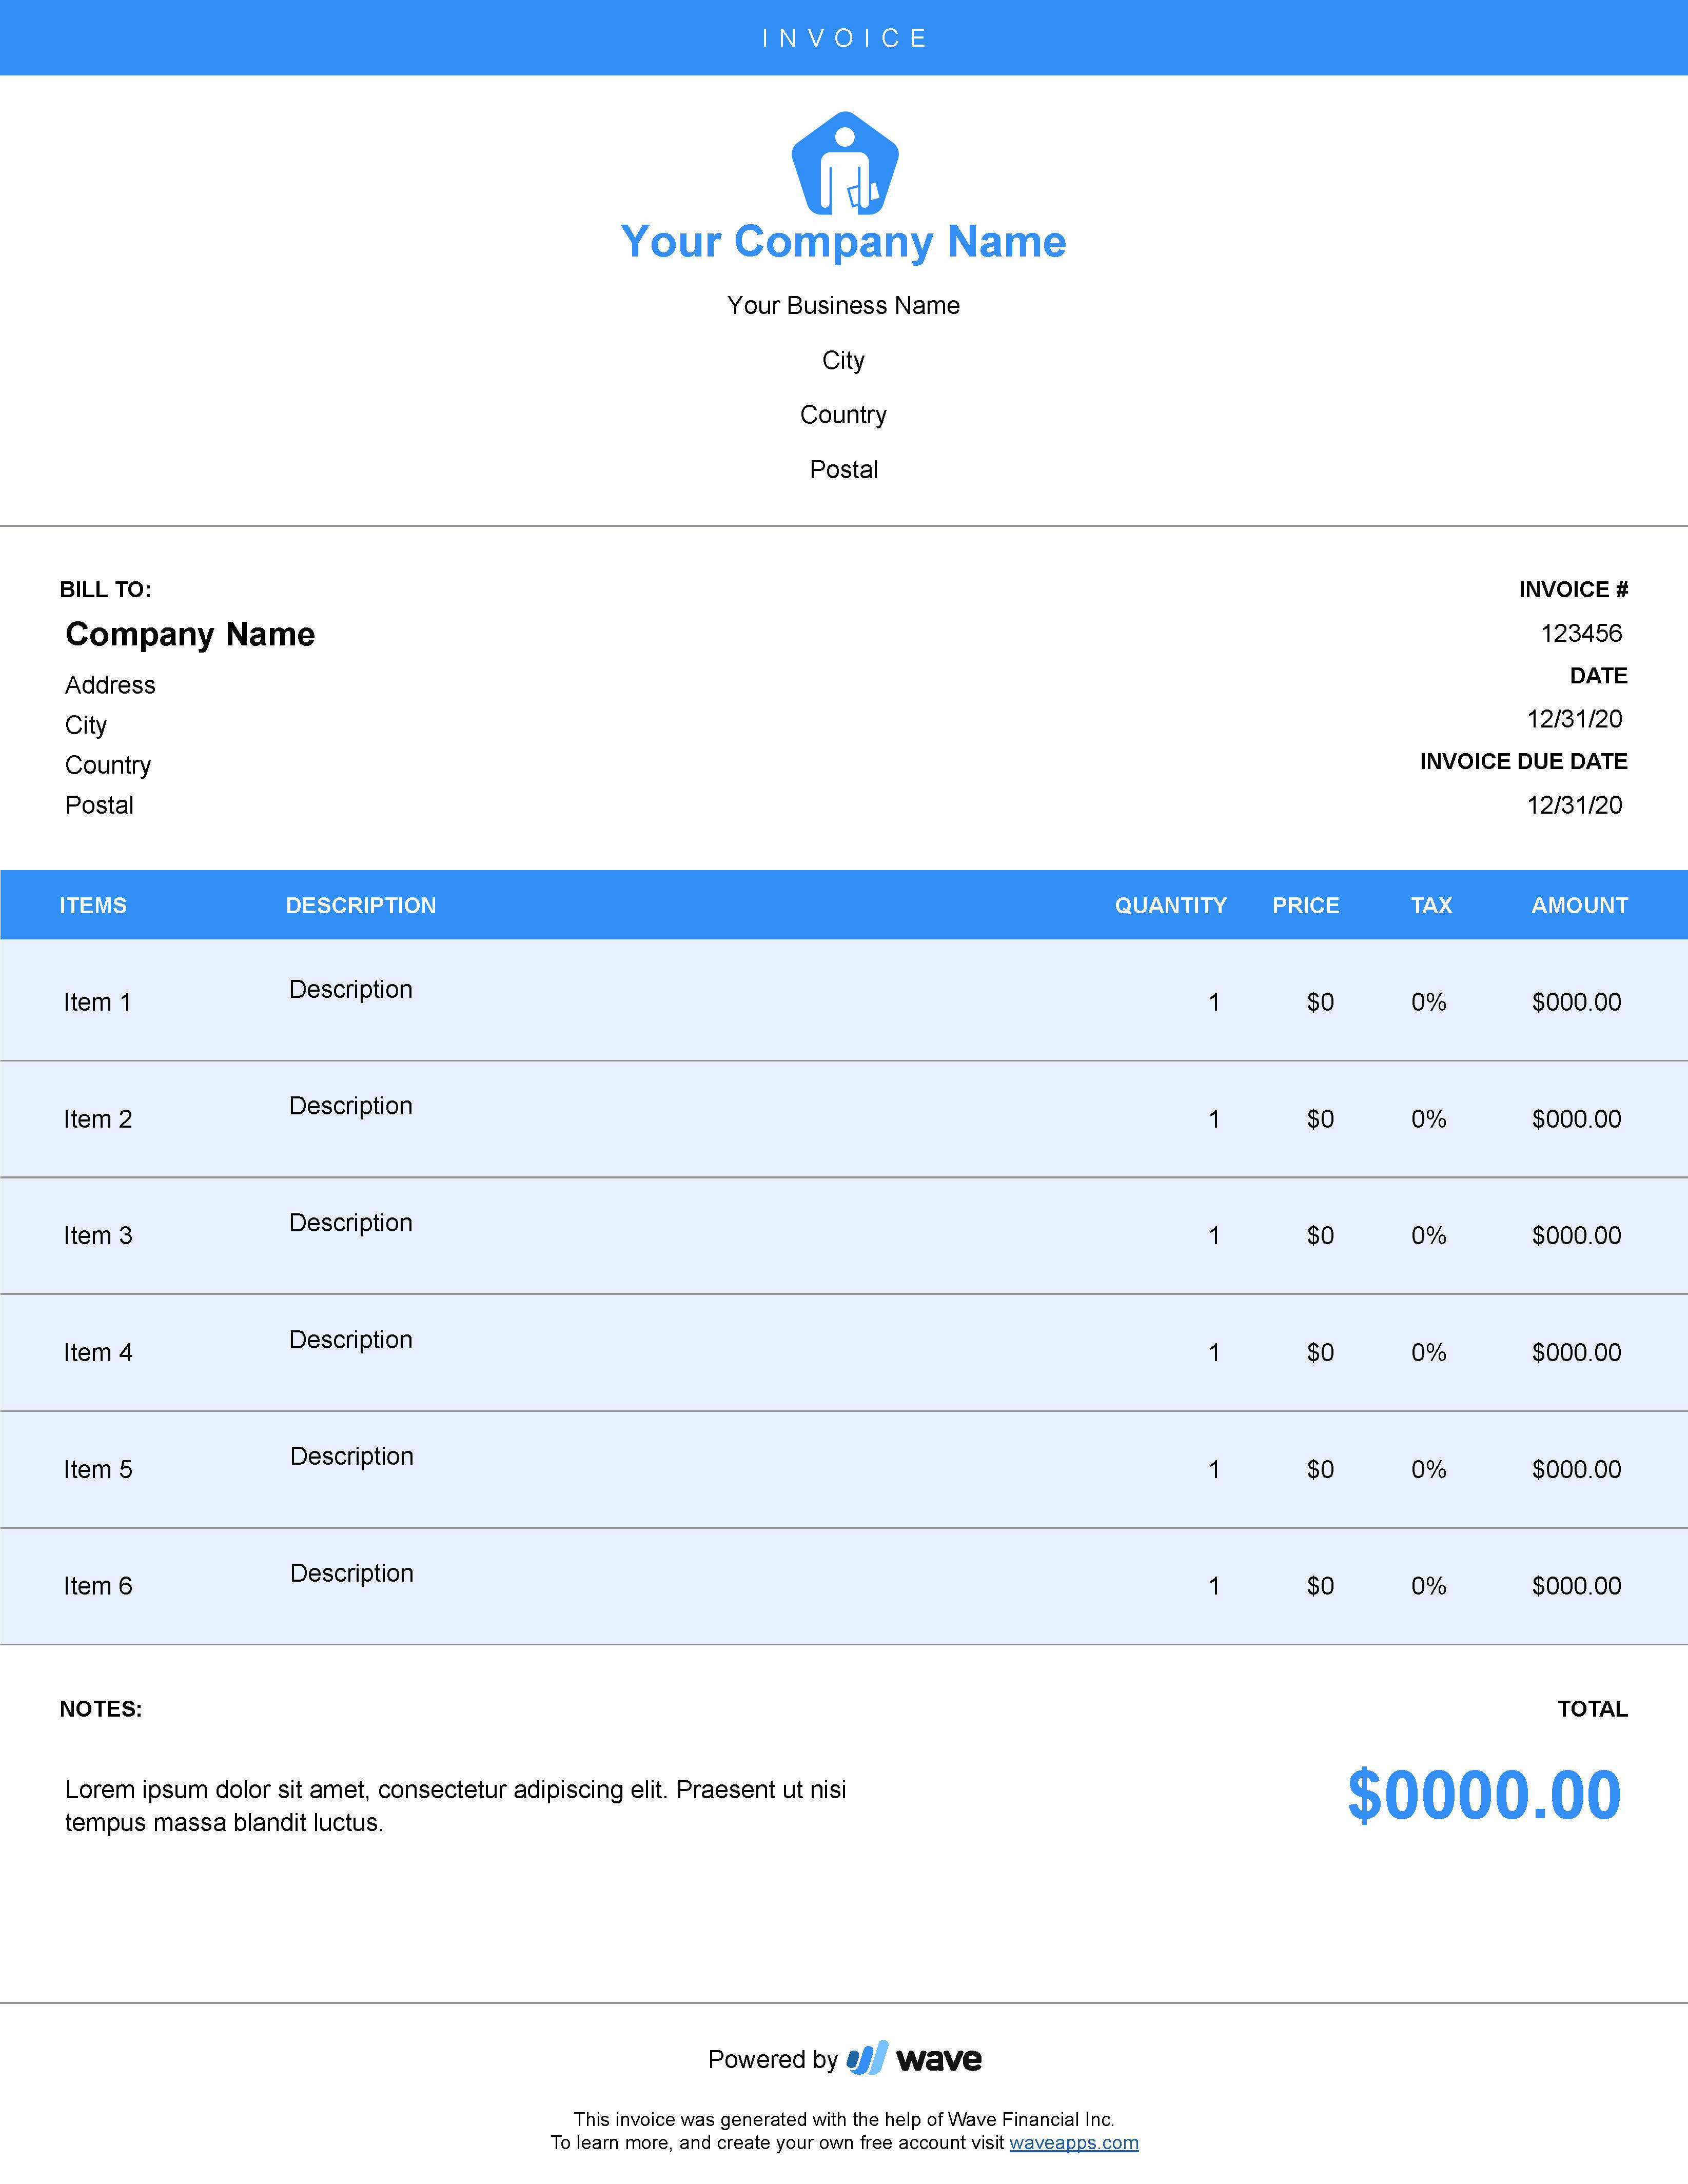 INVOICE
Your Company Name
Your Business Name
City
Country
Postal
BILL TO:
Company Name
Address
City
Country
Postal
INVOICE #
123456
DATE
12/31/20
INVOICE DUE DATE
12/31/20
ITEMS DESCRIPTION QUANTITY PRICE TAX AMOUNT
Item 1 Description 1 $0 0% $000.00
Item 2 Description 1 $0 0% $000.00
Item 3 Description 1 $0 0% $000.00
Item 4 Description 1 $0 0% $000.00
Item 5 Description 1 $0 0% $000.00
Item 6 Description 1 $0 0% $000.00
NOTES:
Lorem ipsum dolor sit amet, consectetur adipiscing elit. Praesent ut nisi
tempus massa blandit luctus.
TOTAL
$0000.00
Powered by wave
This invoice was generated with the help of Wave Financial Inc.
To learn more, and create your own free account visit waveapps.com